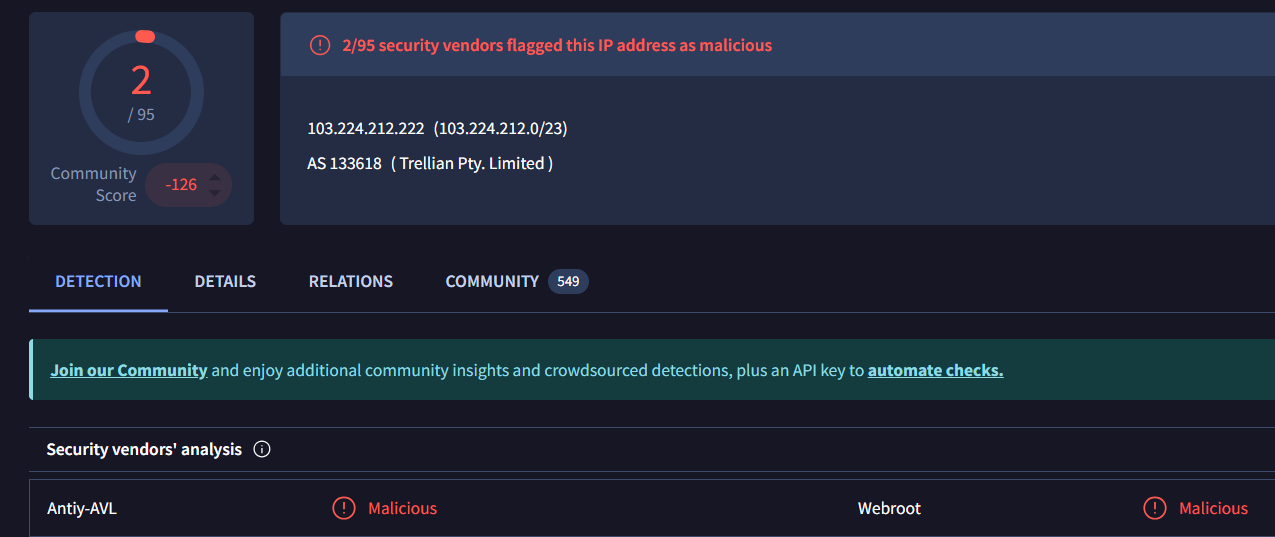 2
/ 95
Community Score
-126
2/95 security vendors flagged this IP address as malicious
103.224.212.222 (103.224.212.0/23)
AS 133618 ( Trellian Pty. Limited )
DETECTION DETAILS RELATIONS COMMUNITY 549
Join our Community and enjoy additional community insights and crowdsourced detections, plus an API key to automate checks.
Security vendors' analysis
Antiy-AVL Malicious Webroot Malicious